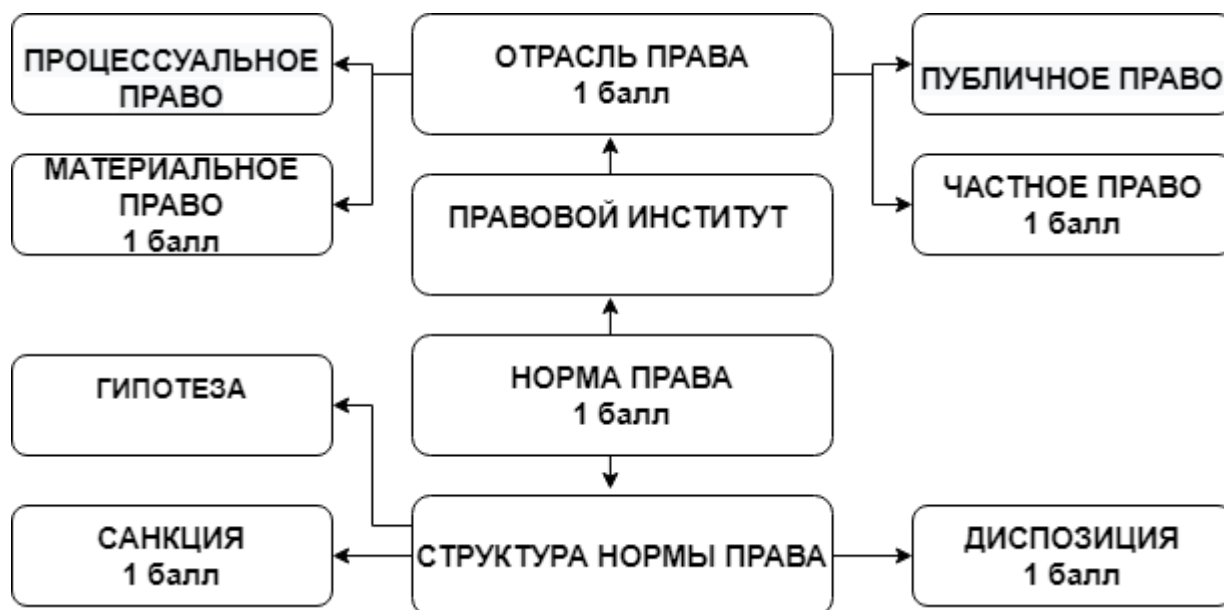 ПРОЦЕССУАЛЬНОЕ
ПРАВО
ОТРАСЛЬ ПРАВА
1 балл
ПУБЛИЧНОЕ ПРАВО
МАТЕРИАЛЬНОЕ
ПРАВО
1 балл
ПРАВОВОЙ ИНСТИТУТ
ЧАСТНОЕ ПРАВО
1 балл
ГИПОТЕЗА
НОРМА ПРАВА
1 балл
САНКЦИЯ
1 балл
СТРУКТУРА НОРМЫ ПРАВА
ДИСПОЗИЦИЯ
1 балл